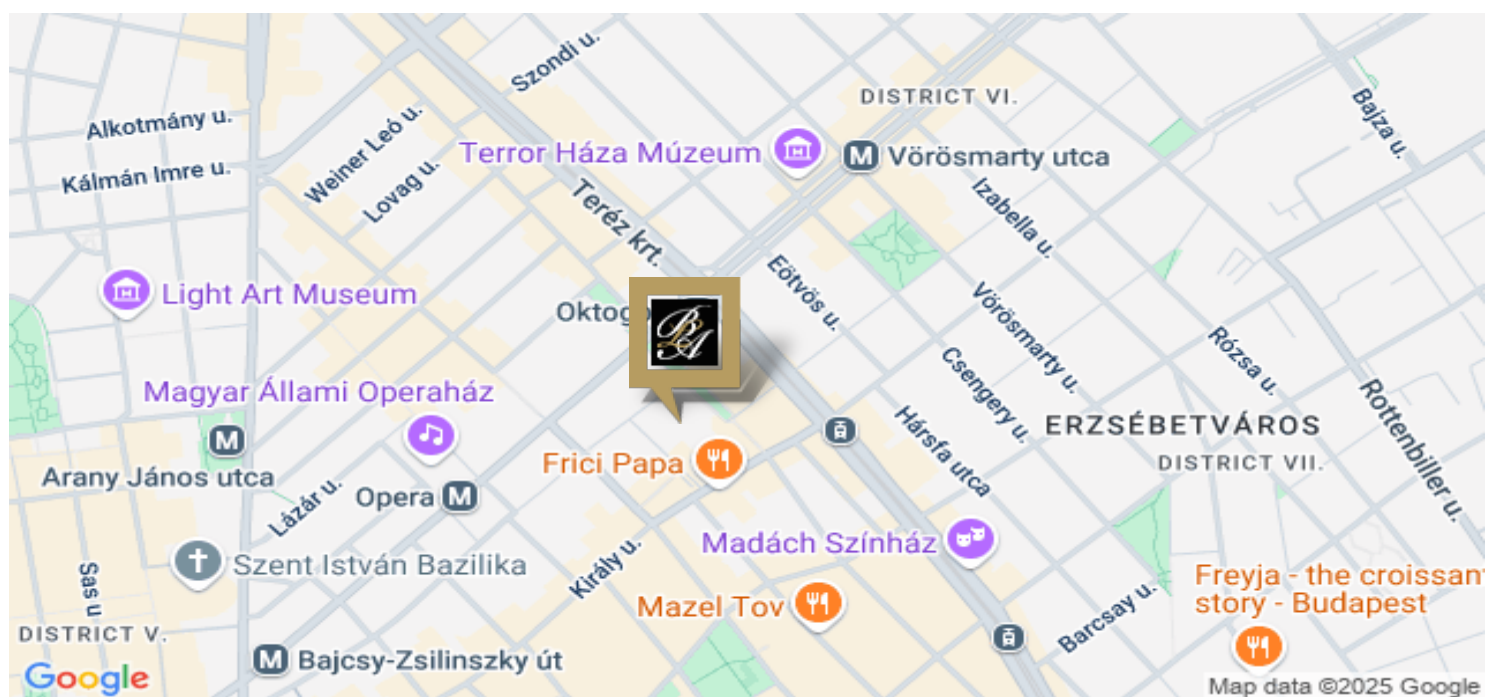 Szondi u.
DISTRICT VI.
Bajza u.
Alkotmány u.
Weiner Leó u.
Terror Háza Múzeum
M Vörösmarty utca
Kálmán Imre u.
Lovag u.
Teréz krt.
Izabella u.
Eötvös u.
Light Art Museum
Vörösmarty u.
Oktogo
B
A
Rózsa u.
Csengery u.
Magyar Állami Operaház
Rottenbiller u.
M
Hársfa utca
ERZSÉBETVÁROS
DISTRICT VII.
Arany János utca
Frici Papa
Opera M
Lázár u.
Szent István Bazilika
Király u.
Madách Színház
Sas u
Mazel Tov
Barcsay u.
Freyja - the croissant
story - Budapest
DISTRICT V.
M Bajcsy-Zsilinszky út
Google
Map data ©2025 Google